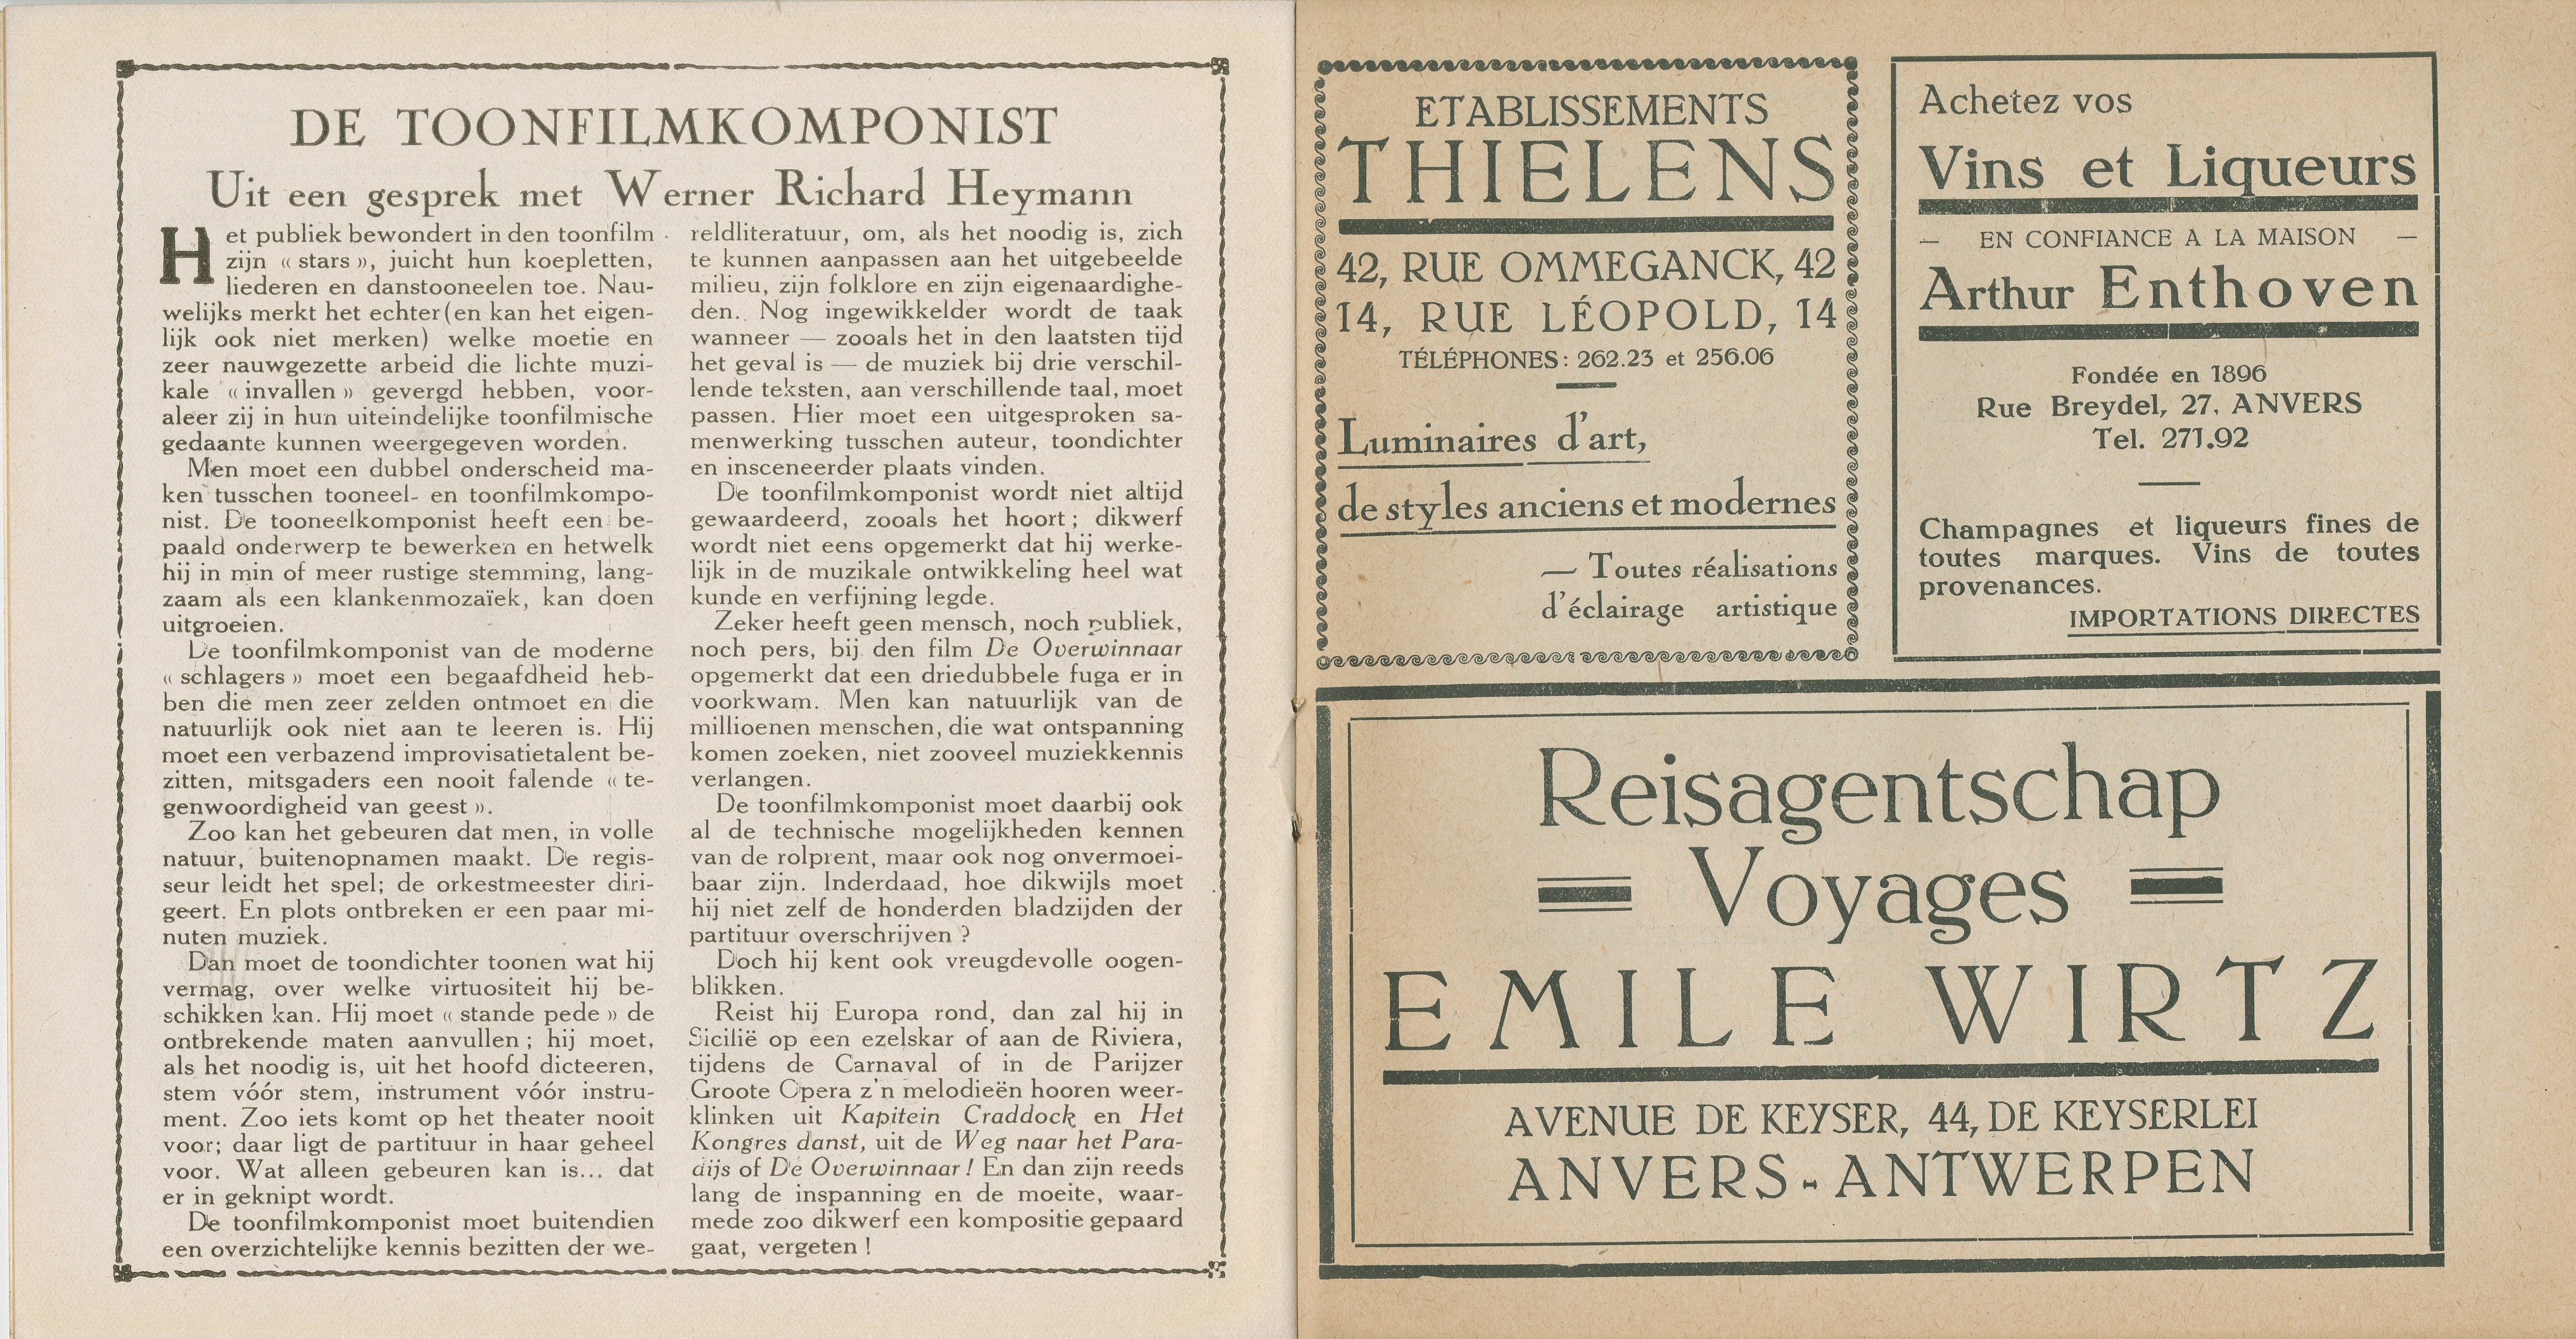 DE TOONFILMKOMPONIST
Uit een gesprek met Werner Richard Heymann
Het publiek bewondert in den toonfilm
zijn « stars », juicht hun koepletten,
liederen en danstooneelen toe. Nau-
welijks merkt het echter (en kan het eigen-
lijk ook niet merken) welke moetie en
zeer nauwgezette arbeid die lichte muzi-
kale « invallen » gevergd hebben, voor-
aleer zij in hun uiteindelijke toonfilmische
gedaante kunnen weergegeven worden.
Men moet een dubbel onderscheid ma-
ken tusschen tooneel- en toonfilmkompo-
nist. De tooneelkomponist heeft een be-
paald onderwerp te bewerken en hetwelk
hij in min of meer rustige stemming, lang-
zaam als een klankenmozaïek, kan doen
uitgroeien.
De toonfilmkomponist van de moderne
« schlagers » moet een begaafdheid heb-
ben die men zeer zelden ontmoet en die
natuurlijk ook niet aan te leeren is. Hij
moet een verbazend improvisatietalent be-
zitten, mitsgaders een nooit falende « te-
genwoordigheid van geest ».
Zoo kan het gebeuren dat men, in volle
natuur, buitenopnamen maakt. De regis-
seur leidt het spel; de orkestmeester diri-
geert. En plots ontbreken er een paar mi-
nuten muziek.
Dan moet de toondichter toonen wat hij
vermag, over welke virtuositeit hij be-
schikken kan. Hij moet « stande pede » de
ontbrekende maten aanvullen ; hij moet,
als het noodig is, uit het hoofd dicteeren,
stem vóór stem, instrument vóór instru-
ment. Zoo iets komt op het theater nooit
voor; daar ligt de partituur in haar geheel
voor. Wat alleen gebeuren kan is... dat
er in geknipt wordt.
De toonfilmkomponist moet buitendien
een overzichtelijke kennis bezitten der we-
reldliteratuur, om, als het noodig is, zich
te kunnen aanpassen aan het uitgebeelde
milieu, zijn folklore en zijn eigenaardighe-
den. Nog ingewikkelder wordt de taak
wanneer — zooals het in den laatsten tijd
het geval is — de muziek bij drie verschil-
lende teksten, aan verschillende taal, moet
passen. Hier moet een uitgesproken sa-
menwerking tusschen auteur, toondichter
en insceneerder plaats vinden.
De toonfilmkomponist wordt niet altijd
gewaardeerd, zooals het hoort ; dikwerf
wordt niet eens opgemerkt dat hij werke-
lijk in de muzikale ontwikkeling heel wat
kunde en verfijning legde.
Zeker heeft geen mensch, noch publiek,
noch pers, bij den film De Overwinnaar
opgemerkt dat een driedubbele fuga er in
voorkwam. Men kan natuurlijk van de
millioenen menschen, die wat ontspanning
komen zoeken, niet zooveel muziekkennis
verlangen.
De toonfilmkomponist moet daarbij ook
al de technische mogelijkheden kennen
van de rolprent, maar ook nog onvermoei-
baar zijn. Inderdaad, hoe dikwijls moet
hij niet zelf de honderden bladzijden der
partituur overschrijven ?
Doch hij kent ook vreugdevolle oogen-
blikken.
Reist hij Europa rond, dan zal hij in
Sicilië op een ezelskar of aan de Riviera,
tijdens de Carnaval of in de Parijzer
Groote Opera z'n melodieën hooren weer-
klinken uit Kapitein Craddock en Het
Kongres danst, uit de Weg naar het Para-
dijs of De Overwinnaar ! En dan zijn reeds
lang de inspanning en de moeite, waar-
mede zoo dikwerf een kompositie gepaard
gaat, vergeten !
ETABLISSEMENTS
THIELENS
42, RUE OMMEGANCK, 42
14, RUE LÉOPOLD, 14
TÉLÉPHONES : 262.23 et 256.06
Luminaires d'art,
de styles anciens et modernes
— Toutes réalisations
d'éclairage artistique
Achetez vos
Vins et Liqueurs
— EN CONFIANCE A LA MAISON —
Arthur Enthoven
Fondée en 1896
Rue Breydel, 27, ANVERS
Tel. 271.92
Champagnes et liqueurs fines de
toutes marques. Vins de toutes
provenances.
IMPORTATIONS DIRECTES
Reisagentschap
Voyages
EMILE WIRTZ
AVENUE DE KEYSER, 44, DE KEYSERLEI
ANVERS - ANTWERPEN